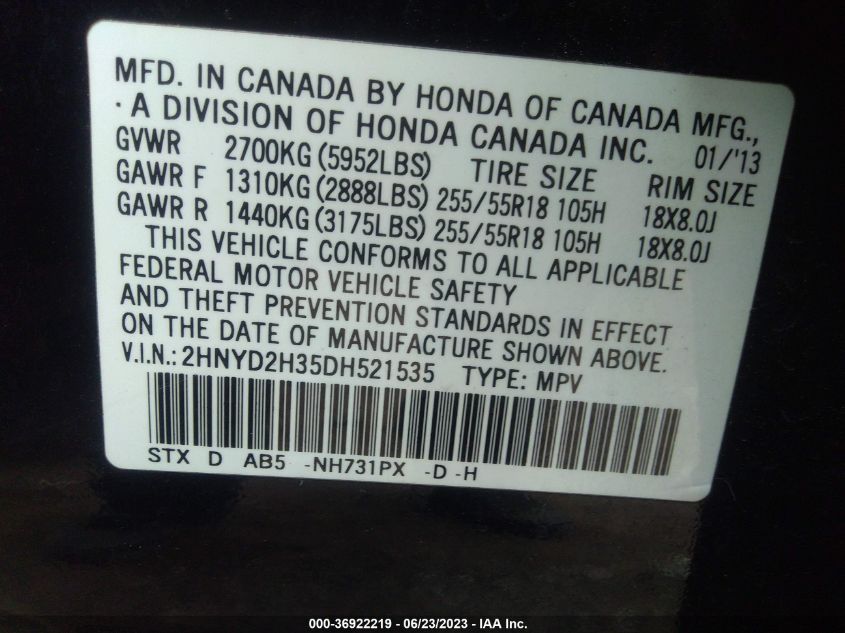 MFD. IN CANADA BY HONDA OF CANADA MFG.,
· A DIVISION OF HONDA CANADA INC. 01/'13
GVWR 2700KG (5952LBS) TIRE SIZE RIM SIZE
GAWR F 1310KG (2888LBS) 255/55R18 105H 18X8.0J
GAWR R 1440KG (3175LBS) 255/55R18 105H 18X8.0J
THIS VEHICLE CONFORMS TO ALL APPLICABLE
FEDERAL MOTOR VEHICLE SAFETY
AND THEFT PREVENTION STANDARDS IN EFFECT
ON THE DATE OF MANUFACTURE SHOWN ABOVE.
V.I.N.: 2HNYD2H35DH521535 TYPE: MPV
STX D AB5 -NH731PX -D -H
000-36922219 - 06/23/2023 - IAA Inc.